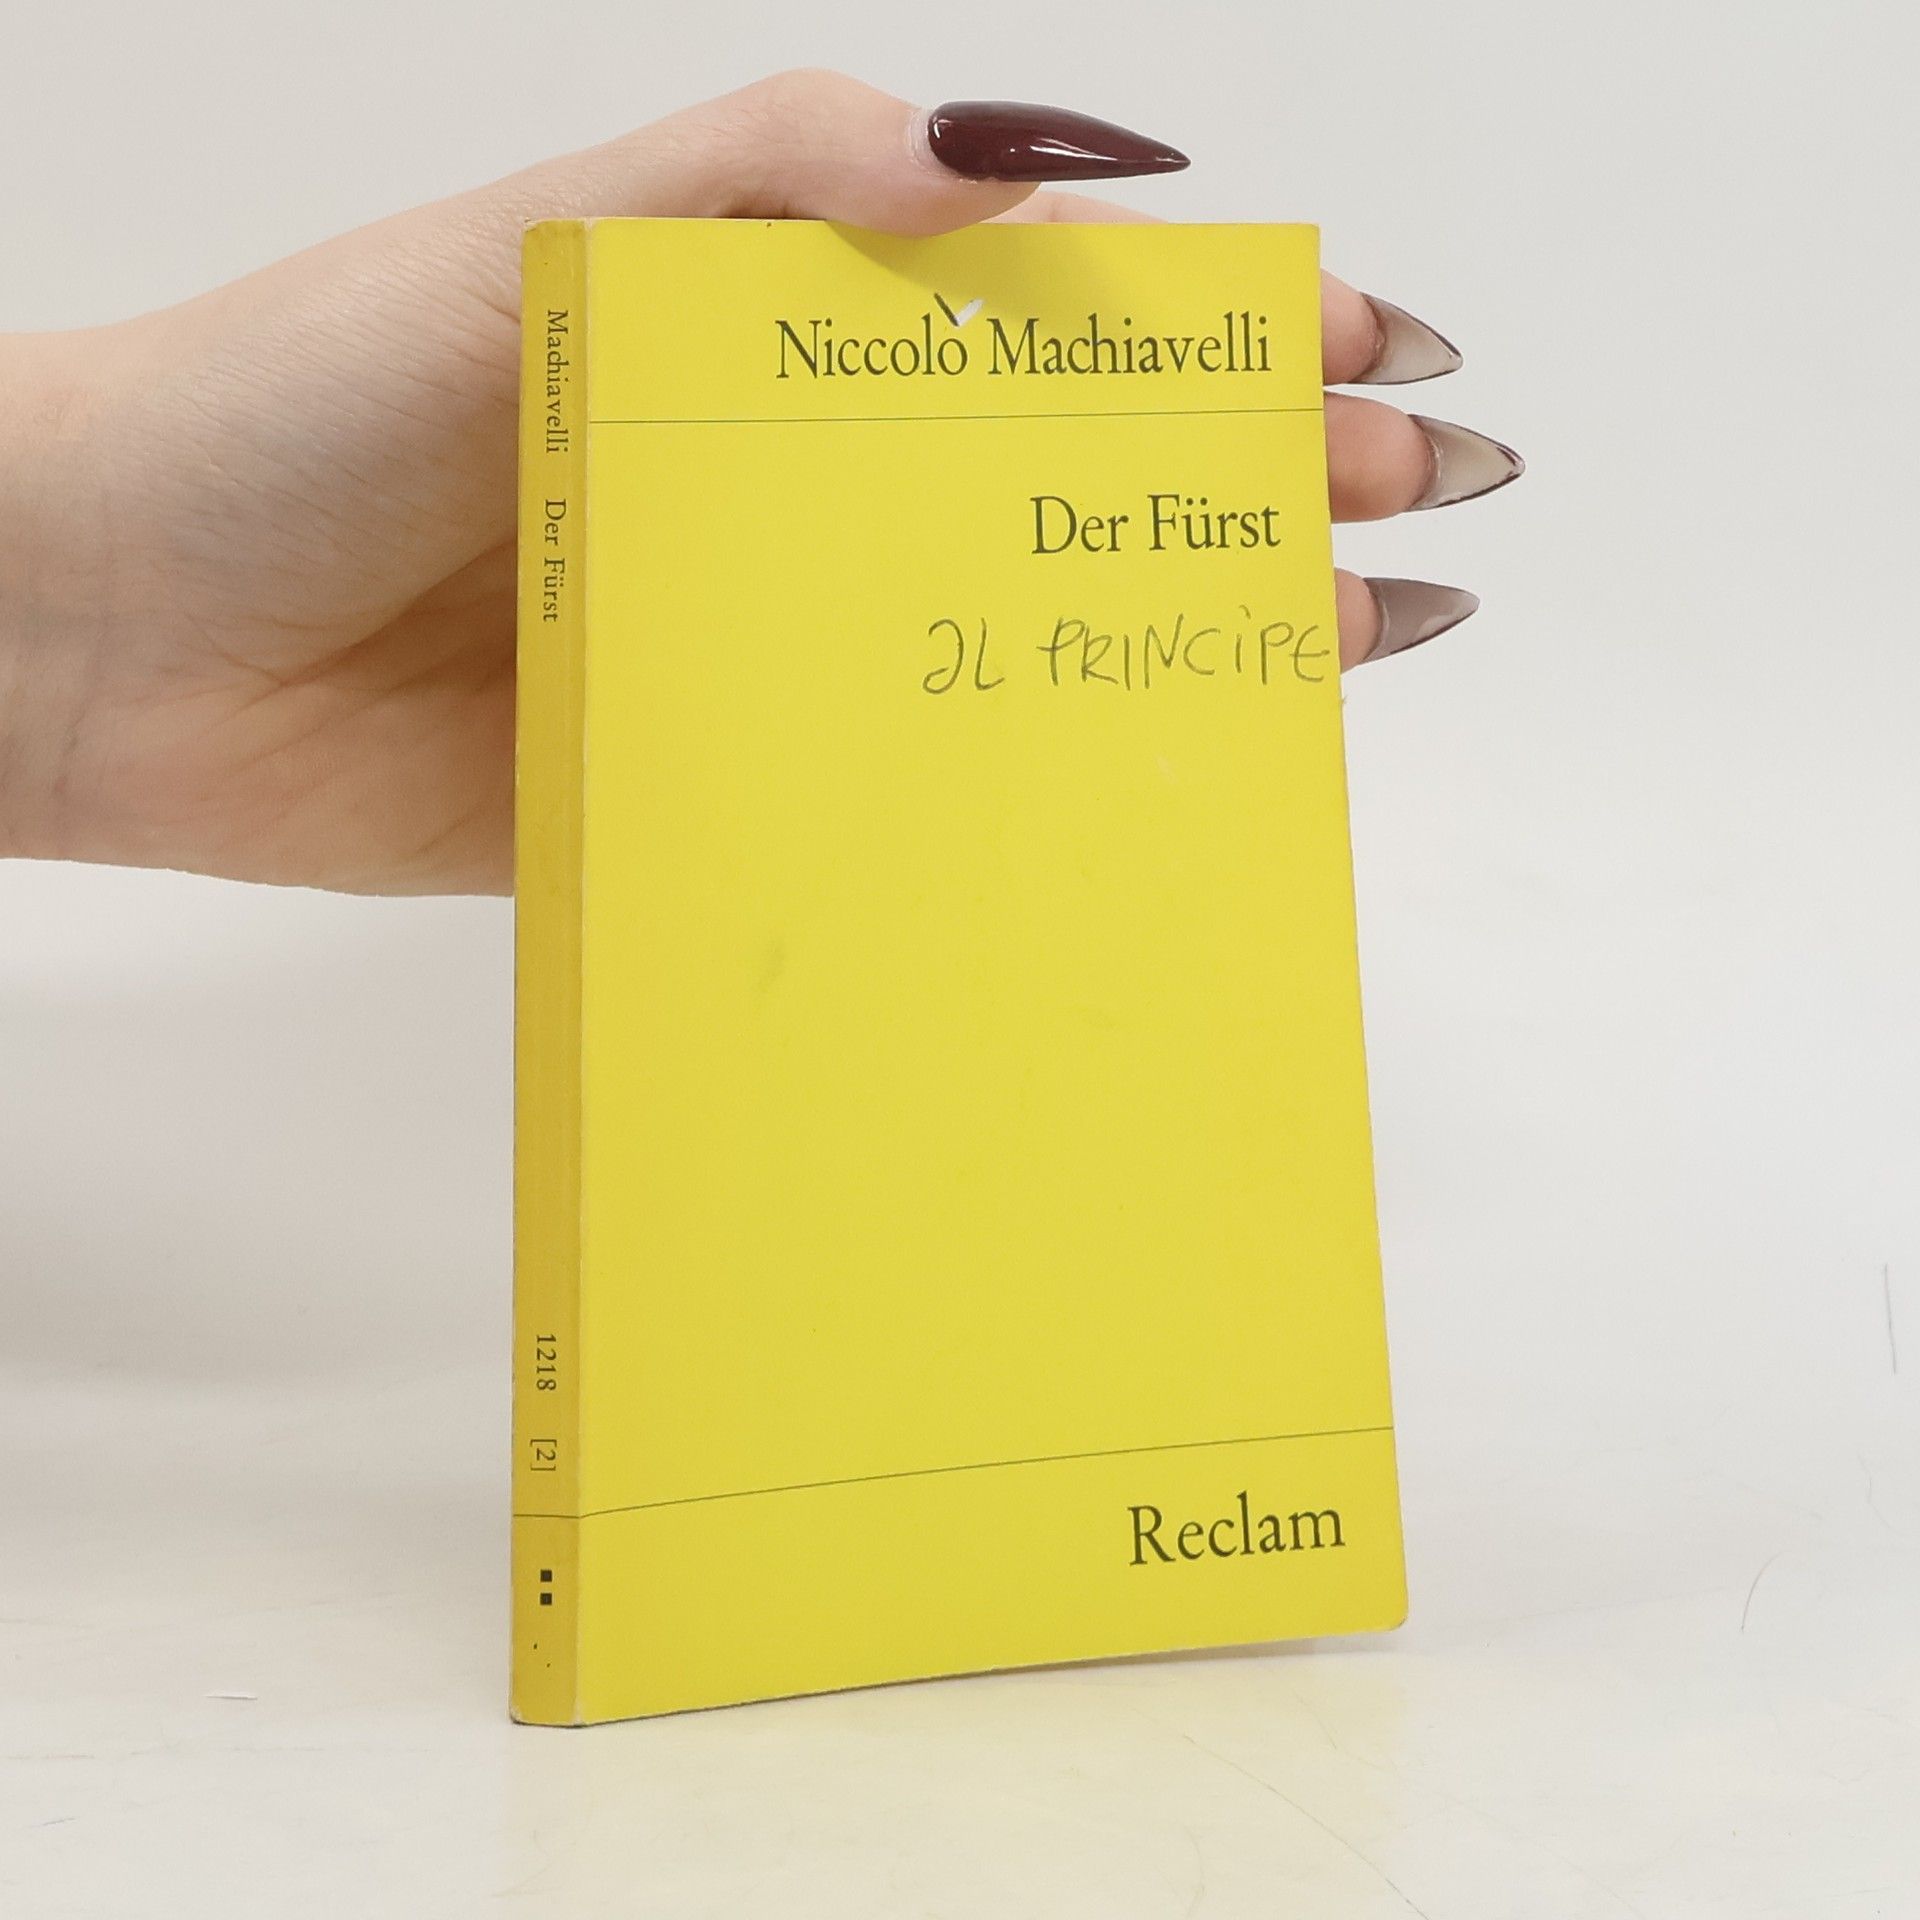 Niccolò Machiavelli
Der Fürst
IL PRINCIPE
Reclam
Machiavelli Der Fürst
1218 [2]